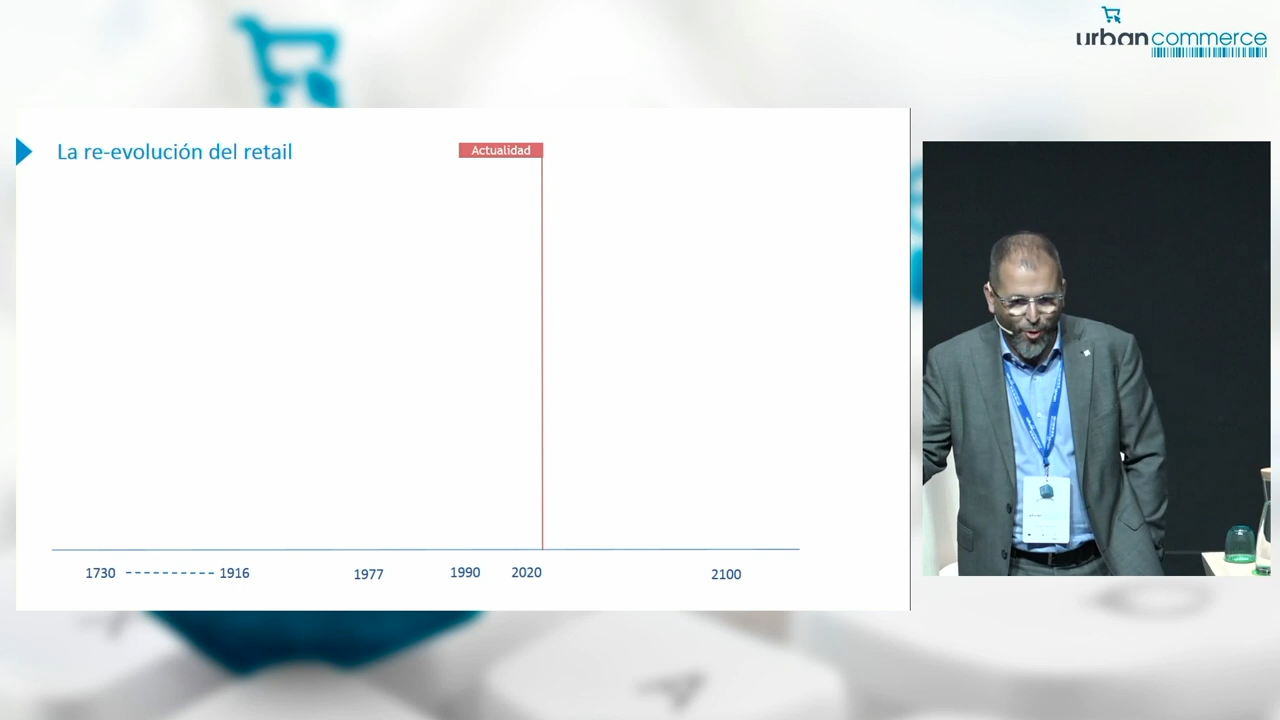 urbancommerce
La re-evolución del retail
Actualidad
1730 ---------- 1916
1977
1990
2020
2100